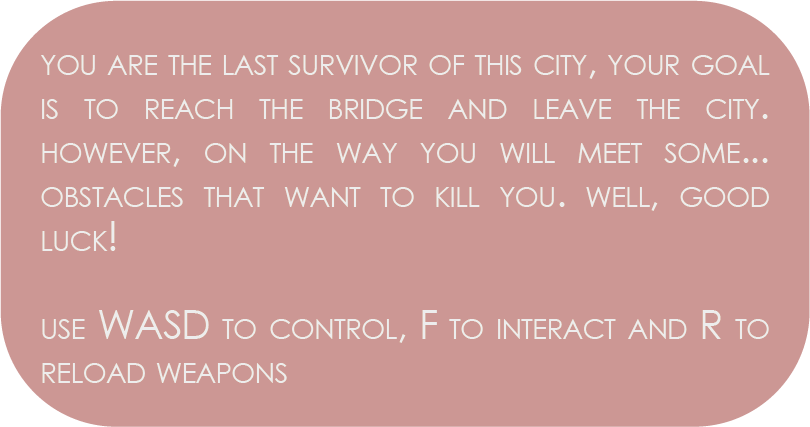 you are the last survivor of this city, your goal
is to reach the bridge and leave the city.
however, on the way you will meet some...
obstacles that want to kill you. well, good
luck!
use WASD to control, F to interact and R to
reload weapons